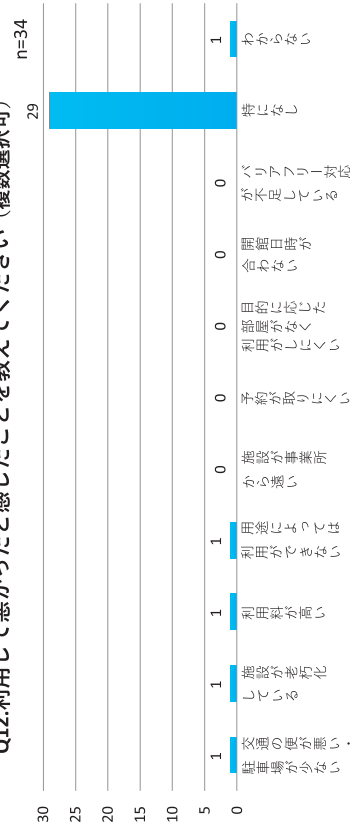 Q12.利用して悪かったと感じたことを教えてください（複数選択可）
n=34
30
25
20
15
10
5
0
1
1
1
1
0
0
0
0
0
29
1
交通の便が悪い・
駐車場が少ない
施設が老朽化
している
利用料が高い
用途によっては
利用ができない
施設が事業所
から遠い
予約が取りにくい
目的に応じた
部屋がなく
利用がしにくい
開館日時が
合わない
バリアフリー対応
が不足している
特になし
わからない